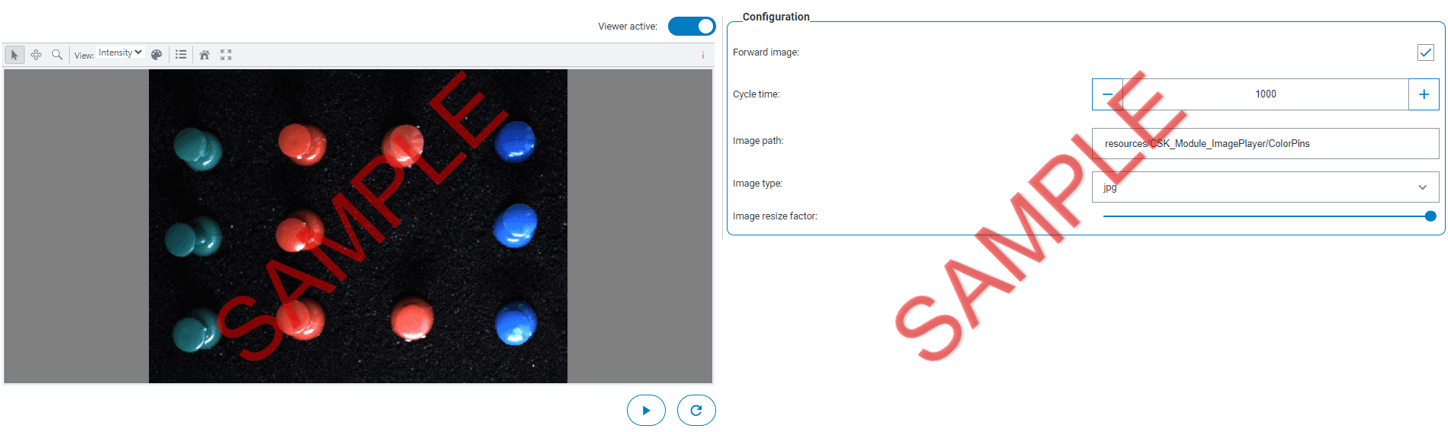 Viewer active:
View: Intensity
i
SAMPLE
Configuration
Forward image:
Cycle time:
1000
Image path:
resources/CSK_Module_ImagePlayer/ColorPins
Image type:
jpg
Image resize factor:
SAMPLE